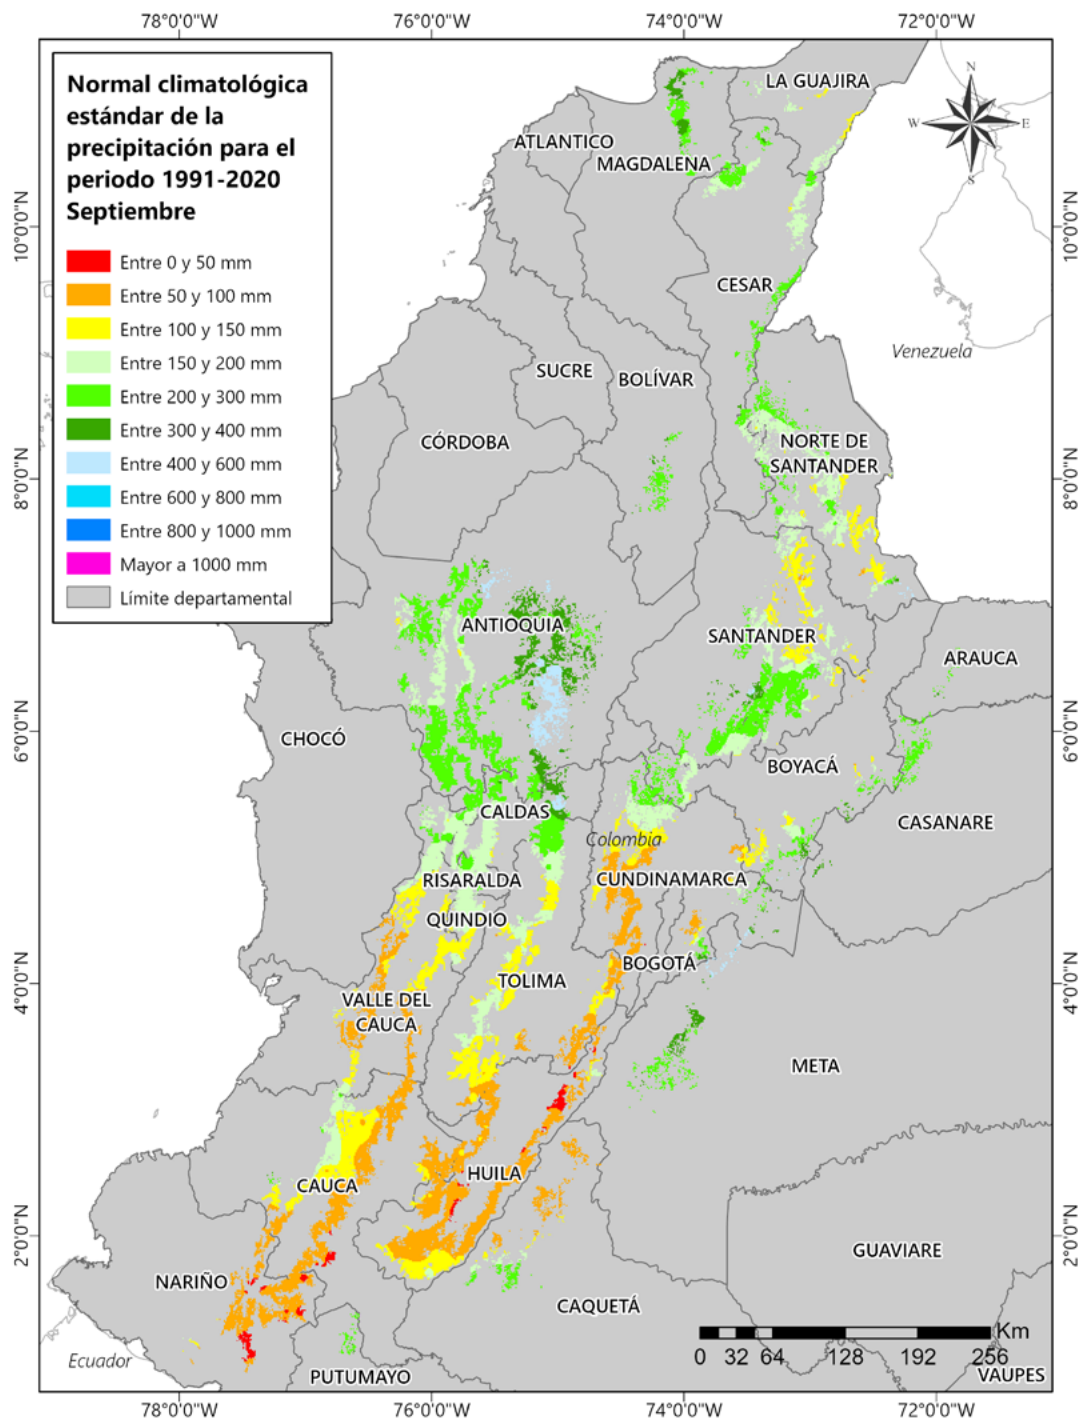 78°0'0"W
76°0'0"W
74°0'0"W
72°0'0"W
Normal climatológica
estándar de la
precipitación para el
periodo 1991-2020
Septiembre
Entre 0 y 50 mm
Entre 50 y 100 mm
Entre 100 y 150 mm
Entre 150 y 200 mm
Entre 200 y 300 mm
Entre 300 y 400 mm
Entre 400 y 600 mm
Entre 600 y 800 mm
Entre 800 y 1000 mm
Mayor a 1000 mm
Límite departamental
N
W
E
S
LA GUAJIRA
ATLANTICO
MAGDALENA
10°0'0"N
10°0'0"N
CESAR
Venezuela
SUCRE
BOLÍVAR
CÓRDOBA
NORTE DE
SANTANDER
8°0'0"N
8°0'0"N
ANTIOQUIA
SANTANDER
ARAUCA
6°0'0"N
6°0'0"N
CHOCÓ
BOYACÁ
CALDAS
CASANARE
Colombia
RISARALDA
CUNDINAMARCA
QUINDIO
BOGOTÁ
4°0'0"N
4°0'0"N
TOLIMA
VALLE DEL
CAUCA
META
HUILA
CAUCA
2°0'0"N
2°0'0"N
GUAVIARE
NARIÑO
CAQUETÁ
Km
0 32 64 128 192 256
Ecuador
PUTUMAYO
VAUPES
78°0'0"W
76°0'0"W
74°0'0"W
72°0'0"W